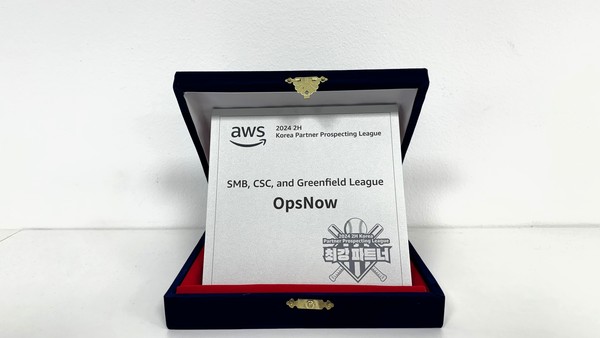 aws
2024 2H
Korea Partner Prospecting League
SMB, CSC, and Greenfield League
OpsNow
2024 2H Korea
Partner Prospecting League
최강 파트너